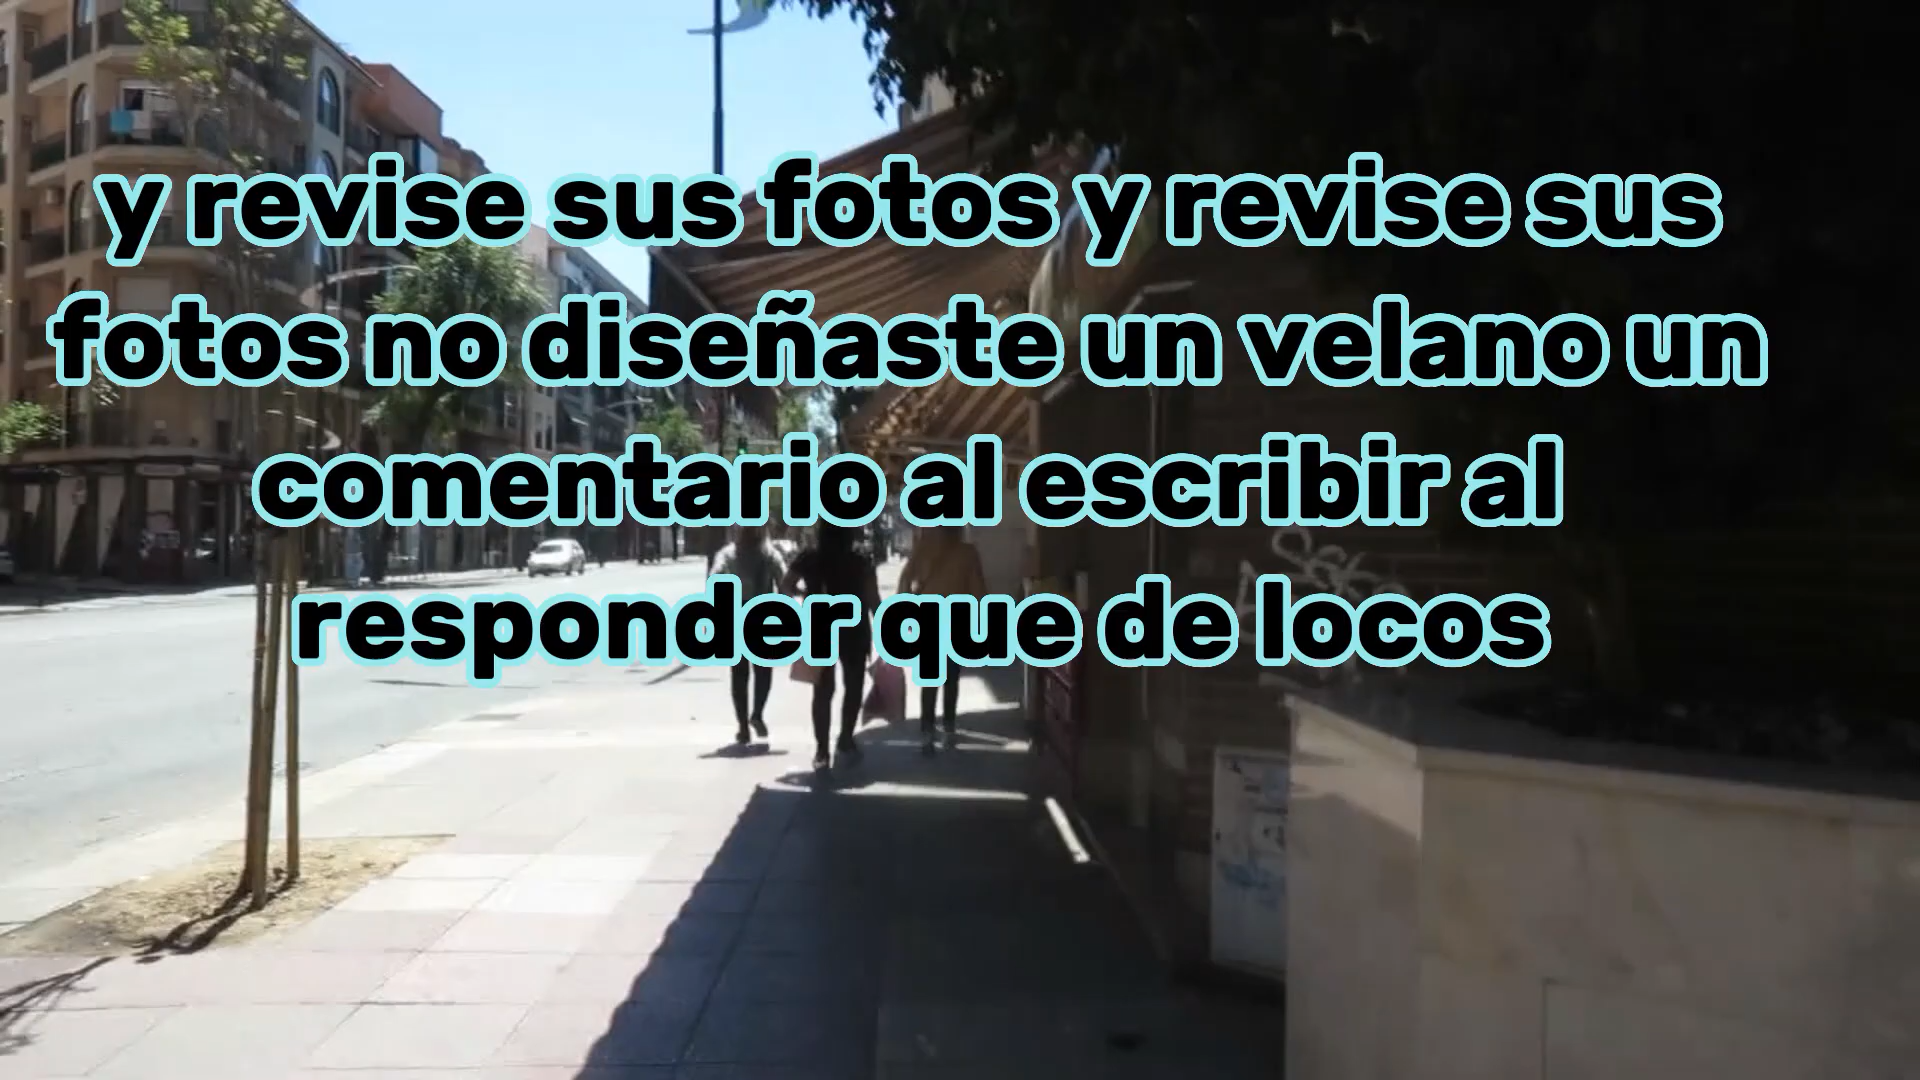 y revise sus fotos y revise sus
fotos no diseñaste un velano un
comentario al escribir al
responder que de locos